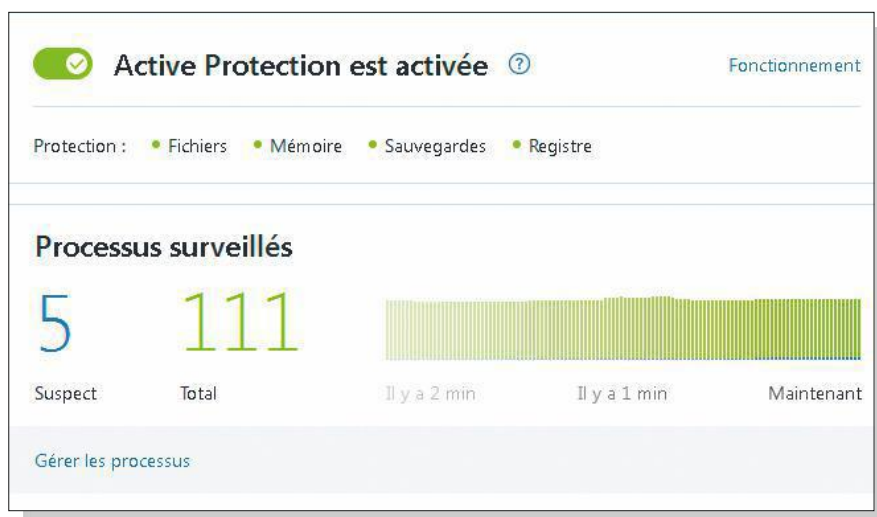 Active Protection est activée ?
Fonctionnement
Protection : • Fichiers • Mémoire • Sauvegardes • Registre
Processus surveillés
5 111
Suspect Total
Il y a 2 min Il y a 1 min Maintenant
Gérer les processus